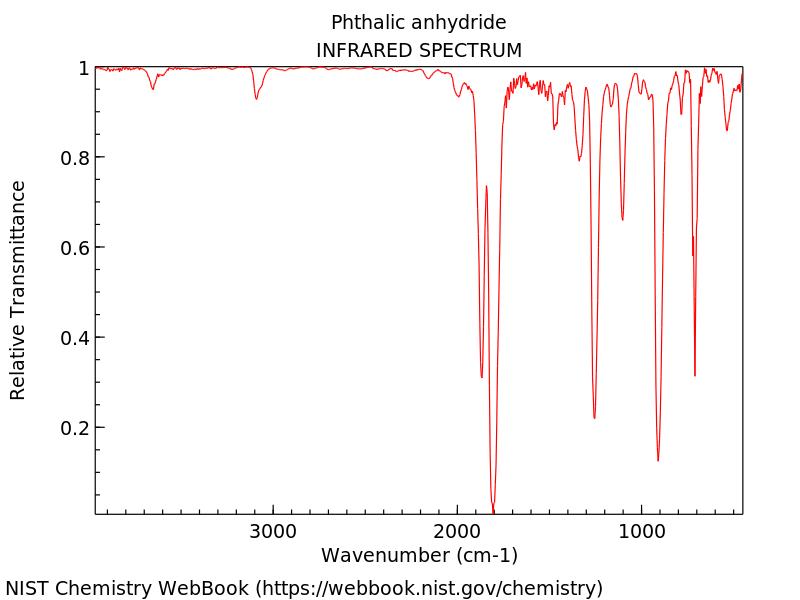 Phthalic anhydride
INFRARED SPECTRUM
1
0.8
0.6
0.4
0.2
Relative Transmittance
3000 2000 1000
Wavenumber (cm-1)
NIST Chemistry WebBook (https://webbook.nist.gov/chemistry)